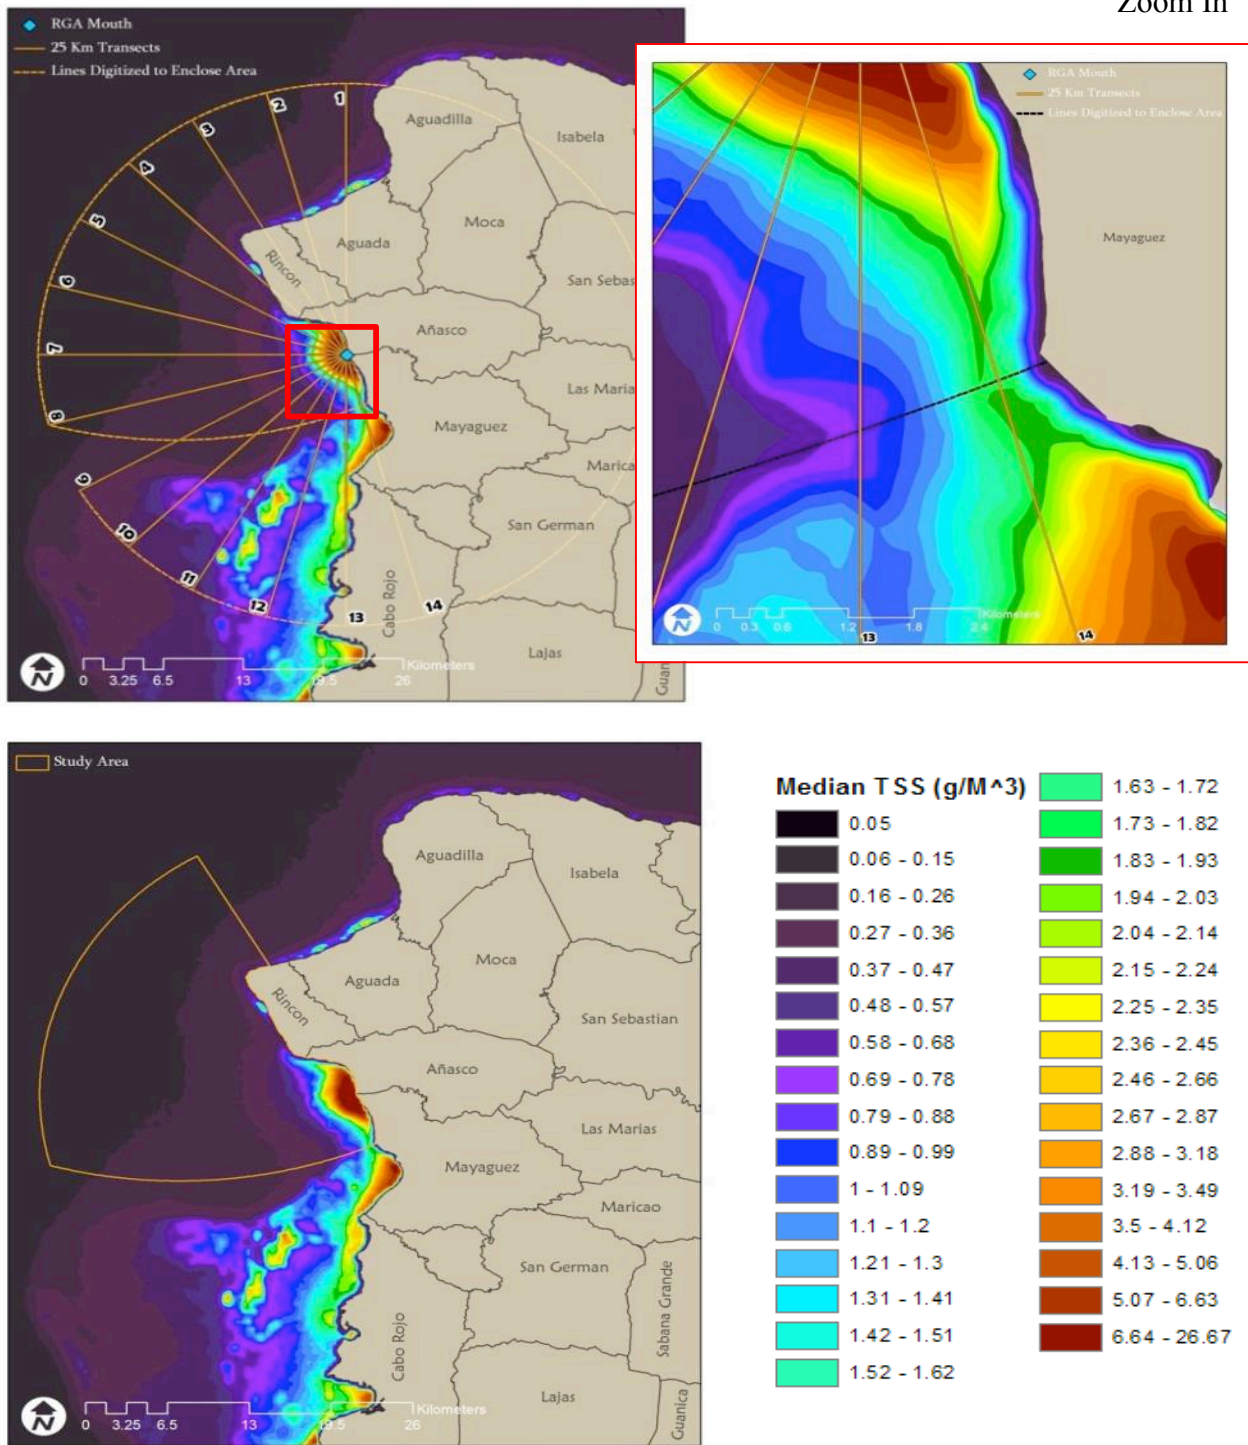 Zoom In
RGA Mouth
25 Km Transects
Lines Digitized to Enclose Area
1
2
3
4
5
6
7
8
9
10
11
12
13
14
Aguadilla
Isabela
Moca
Aguada
Rincon
San Sebas
Añasco
Las Maria
Mayaguez
Marica
San German
Cabo Rojo
Lajas
Guan
N
0 3.25 6.5 13 19.5 26
Kilometers
RGA Mouth
25 Km Transects
Lines Digitized to Enclose Area
Mayaguez
N
0 0.3 0.6 1.2 1.8 2.4
Kilometers
13
14
Study Area
Aguadilla
Isabela
Moca
Aguada
Rincon
San Sebastian
Añasco
Las Marias
Mayaguez
Maricao
San German
Sabana Grande
Cabo Rojo
Lajas
Guanica
N
0 3.25 6.5 13 19.5 26
Kilometers
Median TSS (g/M^3)
0.05
0.06 - 0.15
0.16 - 0.26
0.27 - 0.36
0.37 - 0.47
0.48 - 0.57
0.58 - 0.68
0.69 - 0.78
0.79 - 0.88
0.89 - 0.99
1 - 1.09
1.1 - 1.2
1.21 - 1.3
1.31 - 1.41
1.42 - 1.51
1.52 - 1.62
1.63 - 1.72
1.73 - 1.82
1.83 - 1.93
1.94 - 2.03
2.04 - 2.14
2.15 - 2.24
2.25 - 2.35
2.36 - 2.45
2.46 - 2.66
2.67 - 2.87
2.88 - 3.18
3.19 - 3.49
3.5 - 4.12
4.13 - 5.06
5.07 - 6.63
6.64 - 26.67